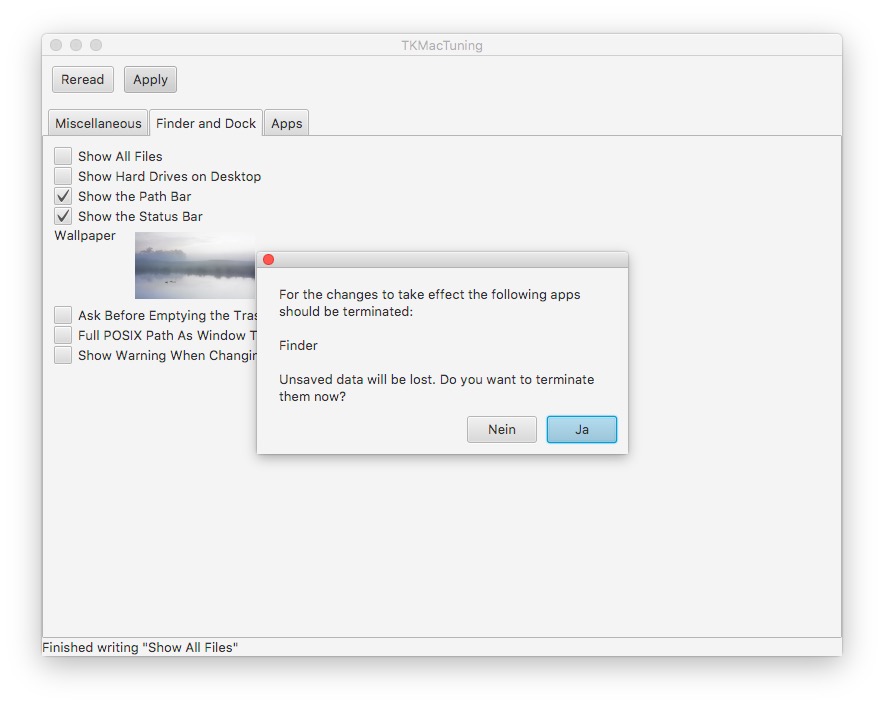 TKMacTuning
Reread Apply
Miscellaneous Finder and Dock Apps
Show All Files
Show Hard Drives on Desktop
Show the Path Bar
Show the Status Bar
Wallpaper
Ask Before Emptying the
Full POSIX Path As Window
Show Warning When
For the changes to take effect the following apps
should be terminated:
Finder
Unsaved data will be lost. Do you want to terminate
them now?
Nein Ja
Finished writing "Show All Files"